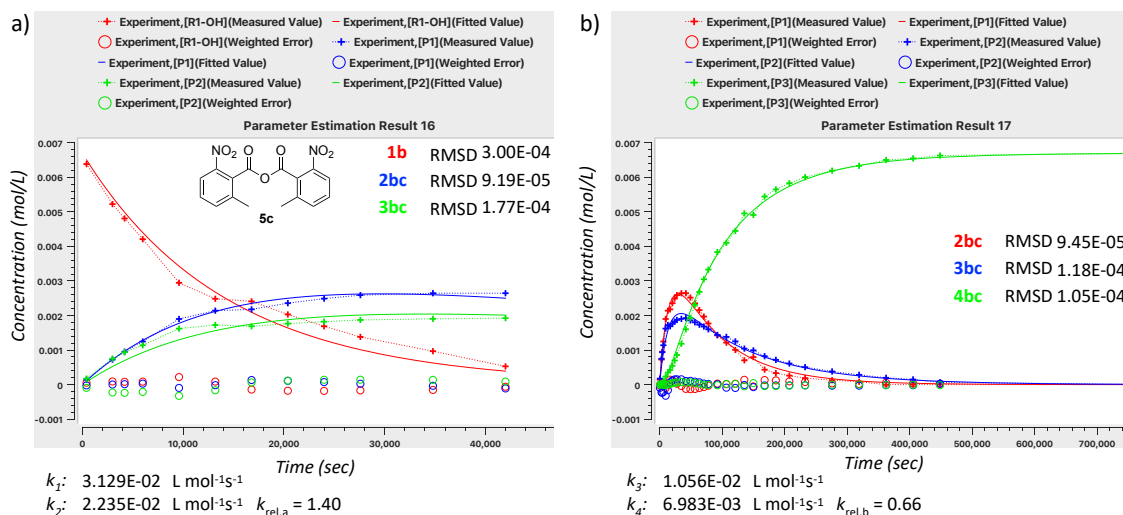 a)
Experiment,[R1-OH](Measured Value) Experiment,[R1-OH](Fitted Value)
Experiment,[R1-OH](Weighted Error) Experiment,[P1](Measured Value)
Experiment,[P1](Fitted Value) Experiment,[P1](Weighted Error)
Experiment,[P2](Measured Value) Experiment,[P2](Fitted Value)
Experiment,[P2](Weighted Error)
Parameter Estimation Result 16
0.007
0.006
0.005
0.004
0.003
0.002
0.001
0
-0.001
Concentration (mol/L)
NO₂ O O NO₂
O
5c
1b RMSD 3.00E-04
2bc RMSD 9.19E-05
3bc RMSD 1.77E-04
0 10,000 20,000 30,000 40,000
Time (sec)
k₁: 3.129E-02 L mol⁻¹s⁻¹
k₂: 2.235E-02 L mol⁻¹s⁻¹ k_rel.a = 1.40
b)
Experiment,[P1](Measured Value) Experiment,[P1](Fitted Value)
Experiment,[P1](Weighted Error) Experiment,[P2](Measured Value)
Experiment,[P2](Fitted Value) Experiment,[P2](Weighted Error)
Experiment,[P3](Measured Value) Experiment,[P3](Fitted Value)
Experiment,[P3](Weighted Error)
Parameter Estimation Result 17
0.007
0.006
0.005
0.004
0.003
0.002
0.001
0
-0.001
Concentration (mol/L)
2bc RMSD 9.45E-05
3bc RMSD 1.18E-04
4bc RMSD 1.05E-04
0 100,000 200,000 300,000 400,000 500,000 600,000 700,000
Time (sec)
k₃: 1.056E-02 L mol⁻¹s⁻¹
k₄: 6.983E-03 L mol⁻¹s⁻¹ k_rel.b = 0.66